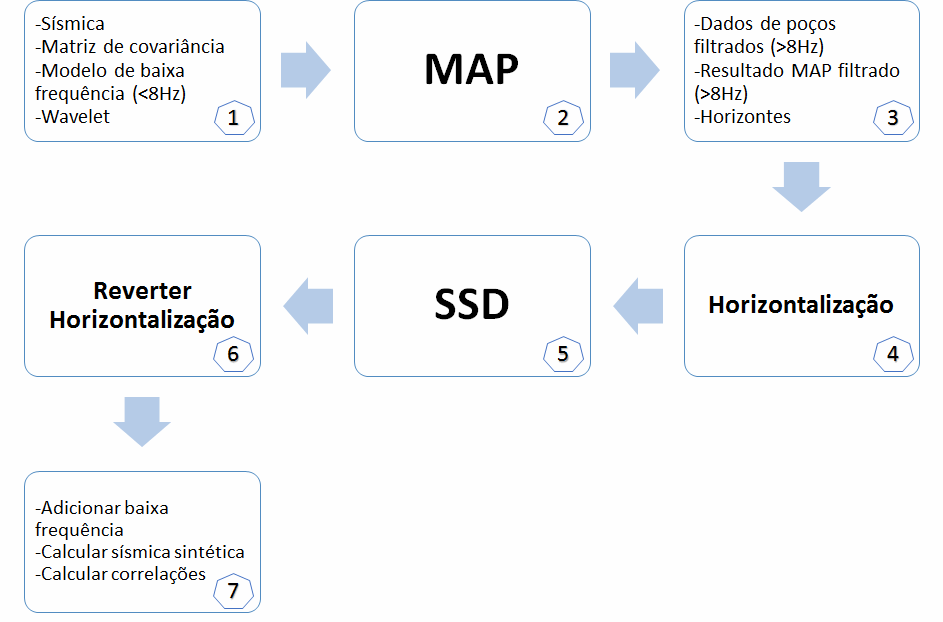 -Sísmica
-Matriz de covariância
-Modelo de baixa
frequência (<8Hz)
-Wavelet
1
MAP
2
-Dados de poços
filtrados (>8Hz)
-Resultado MAP filtrado
(>8Hz)
-Horizontes
3
Horizontalização
4
SSD
5
Reverter
Horizontalização
6
-Adicionar baixa
frequência
-Calcular sísmica sintética
-Calcular correlações
7